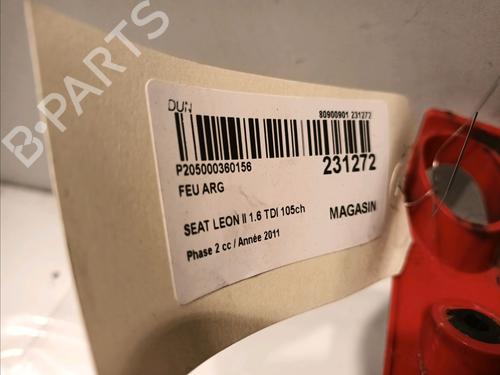 B-PARTS
DUN
80900901 231272
P205000360156
231272
FEU ARG
SEAT LEON II 1.6 TDI 105ch
MAGASIN
Phase 2 cc / Année 2011